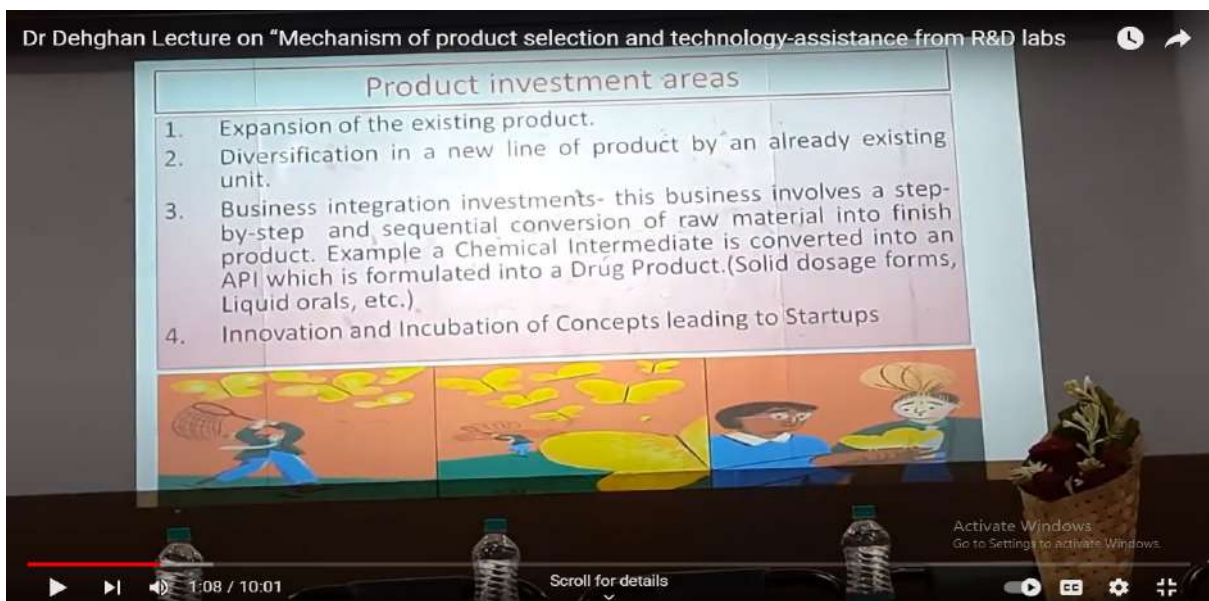 Dr Dehghan Lecture on “Mechanism of product selection and technology-assistance from R&D labs
Product investment areas
1. Expansion of the existing product.
2. Diversification in a new line of product by an already existing
unit.
3. Business integration investments- this business involves a step-
by-step and sequential conversion of raw material into finish
product. Example a Chemical Intermediate is converted into an
API which is formulated into a Drug Product.(Solid dosage forms,
Liquid orals, etc.)
4. Innovation and Incubation of Concepts leading to Startups
Activate Windows
Go to Settings to activate Windows.
1:08 / 10:01
Scroll for details
CC